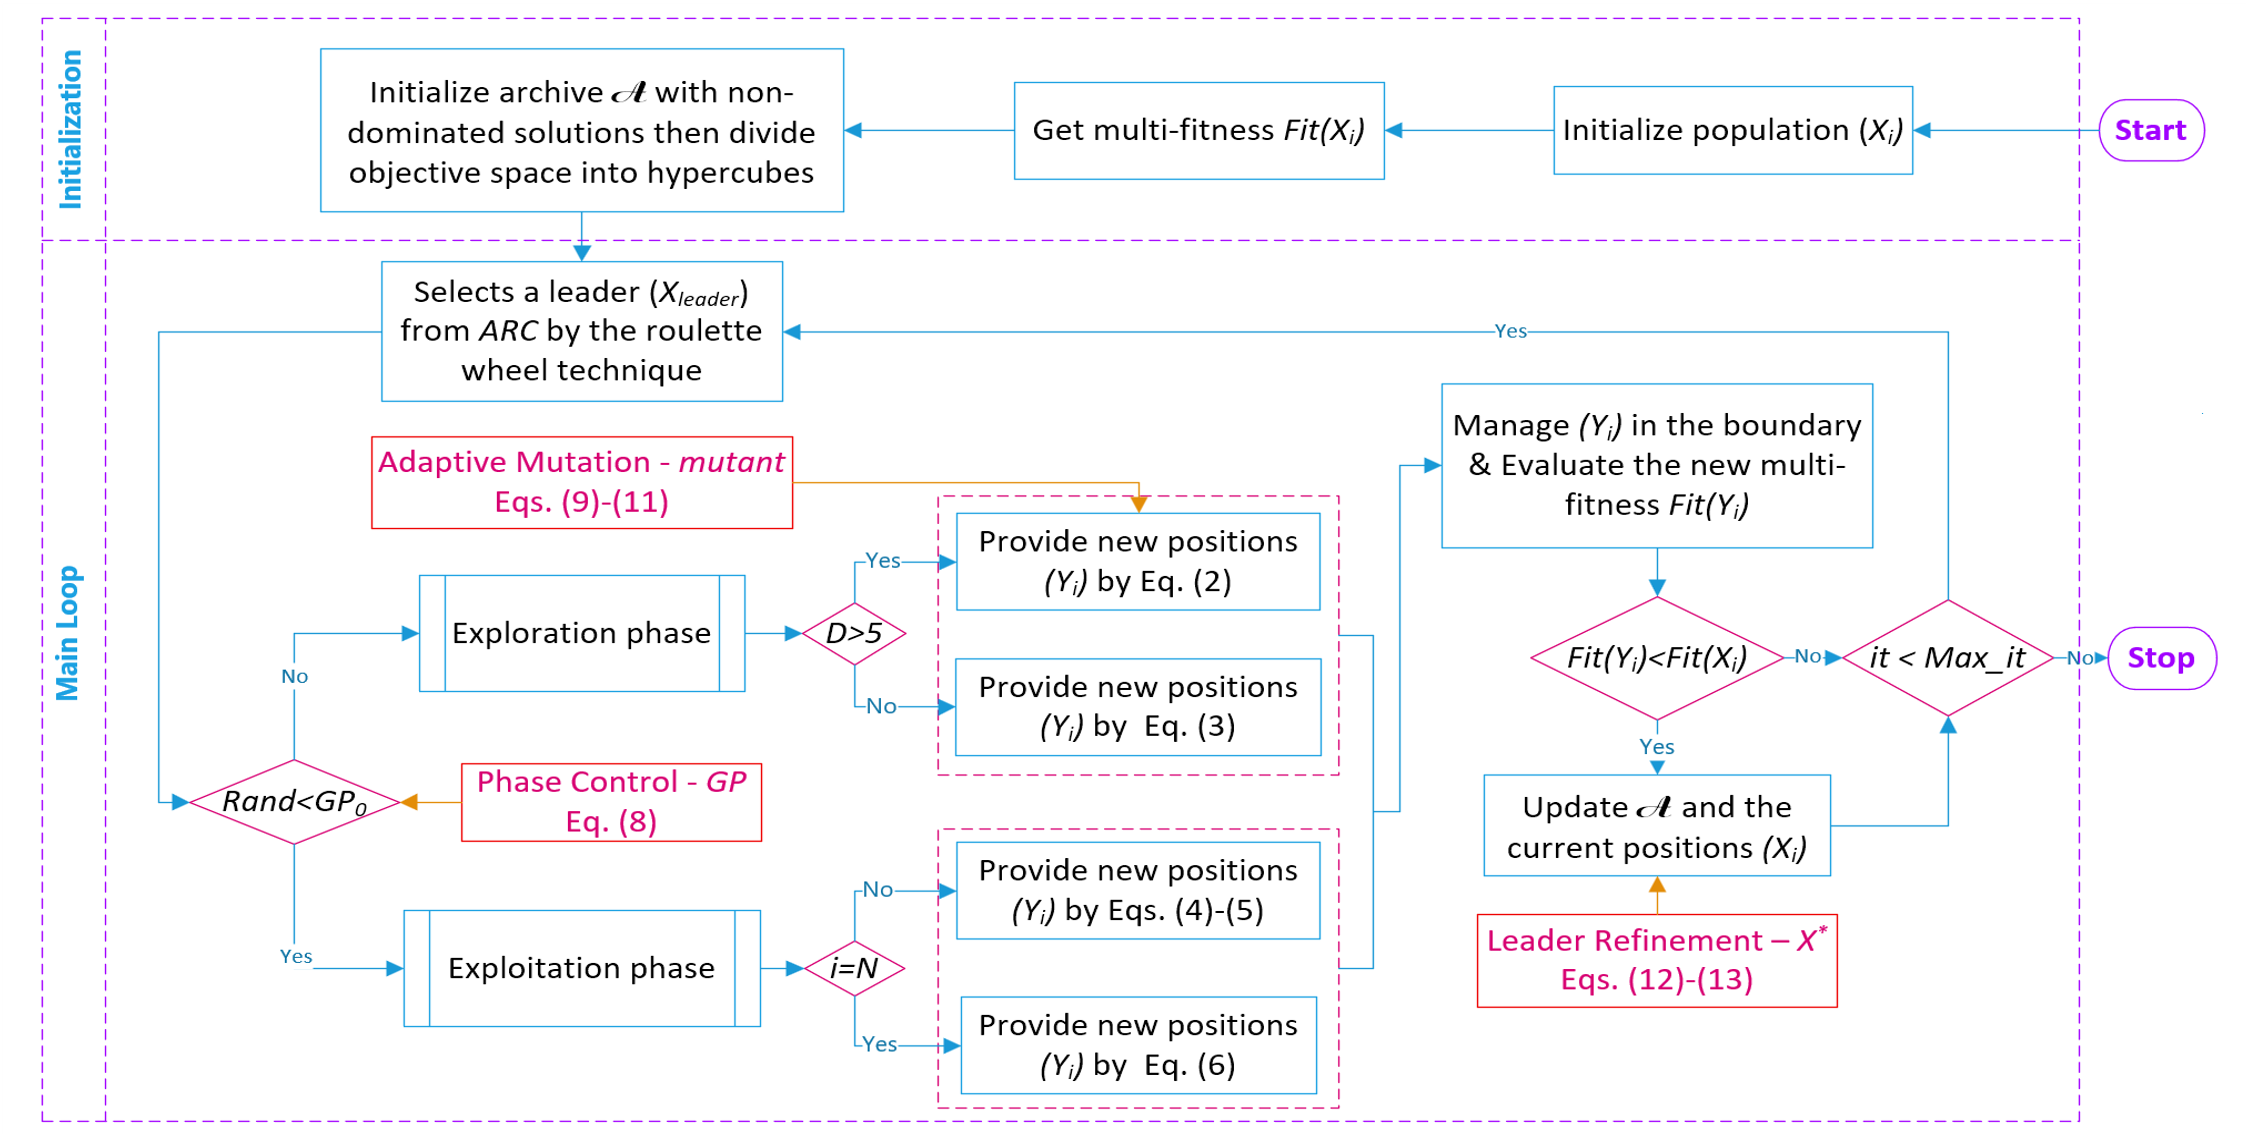 Initialization
Initialize archive 𝓐 with non-
dominated solutions then divide
objective space into hypercubes
Get multi-fitness Fit(Xi)
Initialize population (Xi)
Start
Main Loop
Selects a leader (Xleader)
from ARC by the roulette
wheel technique
Yes
Adaptive Mutation - mutant
Eqs. (9)-(11)
Manage (Yi) in the boundary
& Evaluate the new multi-
fitness Fit(Yi)
Exploration phase
D>5
Yes
No
Provide new positions
(Yi) by Eq. (2)
Provide new positions
(Yi) by Eq. (3)
No
Rand<GP0
Yes
Phase Control - GP
Eq. (8)
Exploitation phase
i=N
No
Yes
Provide new positions
(Yi) by Eqs. (4)-(5)
Provide new positions
(Yi) by Eq. (6)
Fit(Yi)<Fit(Xi)
No
it < Max_it
No
Stop
Yes
Update 𝓐 and the
current positions (Xi)
Leader Refinement – X*
Eqs. (12)-(13)